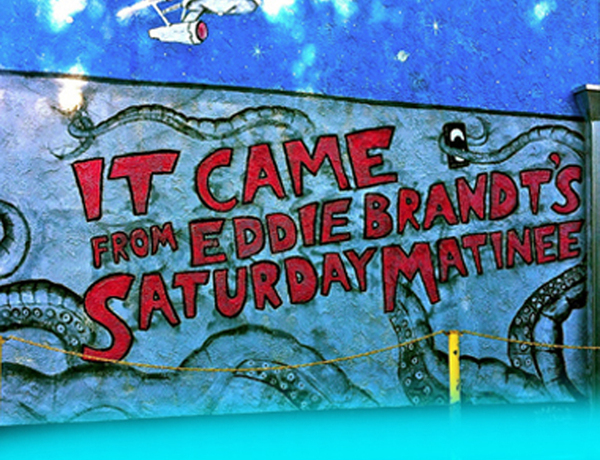 IT CAME
FROM EDDIE BRANDT'S
SATURDAY MATINEE